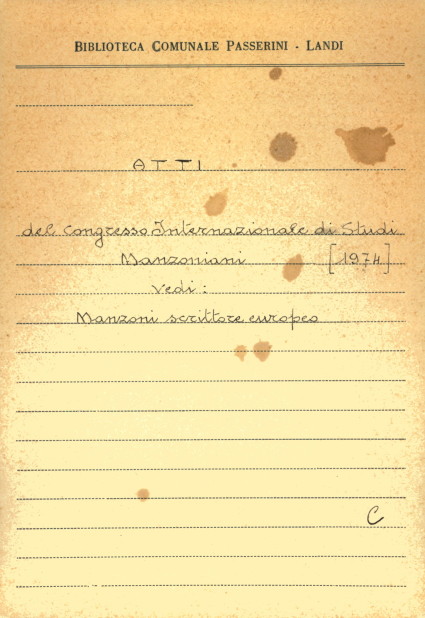 BIBLIOTECA COMUNALE PASSERINI - LANDI
ATTI
del Congresso Internazionale di Studi
Manzoniani [1974]
vedi:
Manzoni scrittore europeo
C